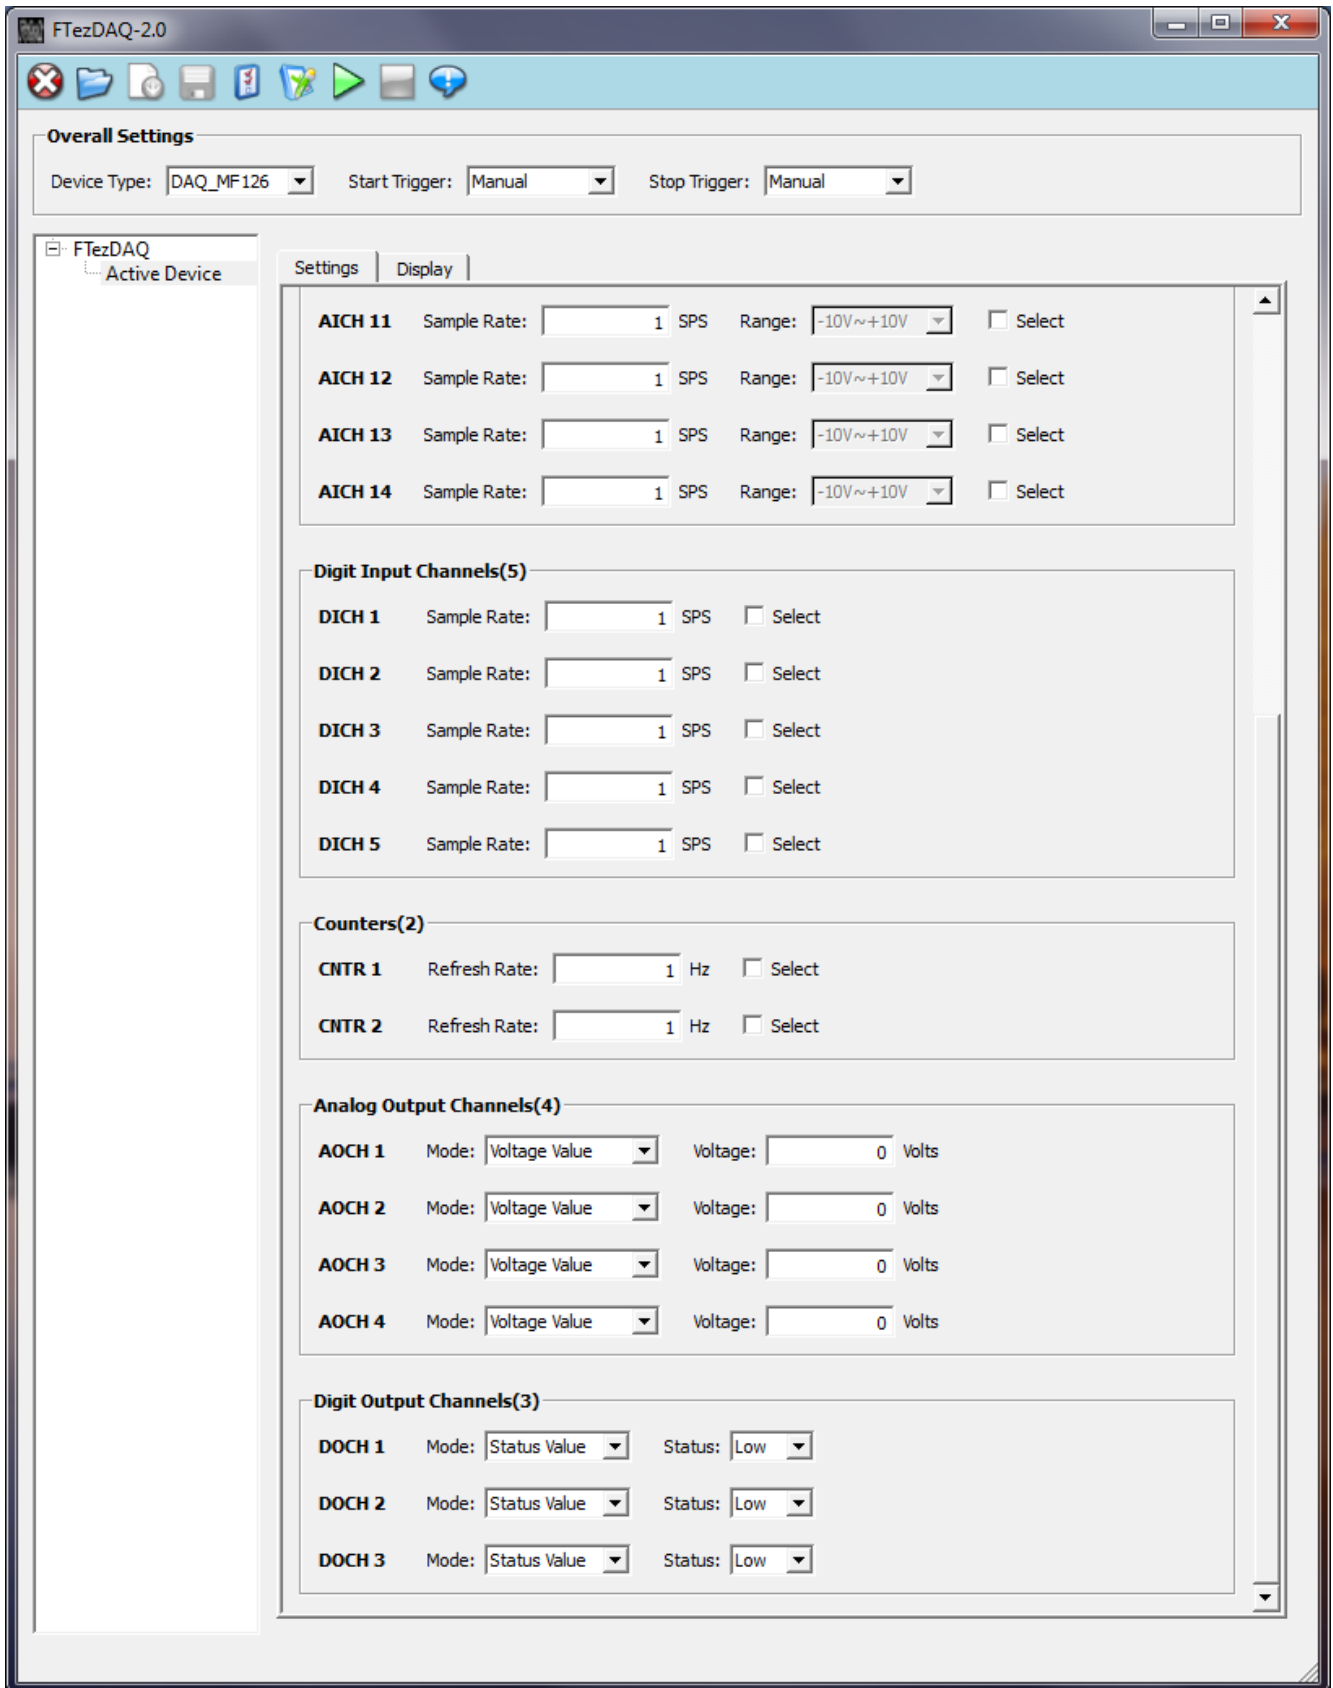 FTezDAQ-2.0
Overall Settings
Device Type: DAQ_MF126 Start Trigger: Manual Stop Trigger: Manual
FTezDAQ
Active Device
Settings Display
AICH 11 Sample Rate: 1 SPS Range: -10V~+10V Select
AICH 12 Sample Rate: 1 SPS Range: -10V~+10V Select
AICH 13 Sample Rate: 1 SPS Range: -10V~+10V Select
AICH 14 Sample Rate: 1 SPS Range: -10V~+10V Select
Digit Input Channels(5)
DICH 1 Sample Rate: 1 SPS Select
DICH 2 Sample Rate: 1 SPS Select
DICH 3 Sample Rate: 1 SPS Select
DICH 4 Sample Rate: 1 SPS Select
DICH 5 Sample Rate: 1 SPS Select
Counters(2)
CNTR 1 Refresh Rate: 1 Hz Select
CNTR 2 Refresh Rate: 1 Hz Select
Analog Output Channels(4)
AOCH 1 Mode: Voltage Value Voltage: 0 Volts
AOCH 2 Mode: Voltage Value Voltage: 0 Volts
AOCH 3 Mode: Voltage Value Voltage: 0 Volts
AOCH 4 Mode: Voltage Value Voltage: 0 Volts
Digit Output Channels(3)
DOCH 1 Mode: Status Value Status: Low
DOCH 2 Mode: Status Value Status: Low
DOCH 3 Mode: Status Value Status: Low